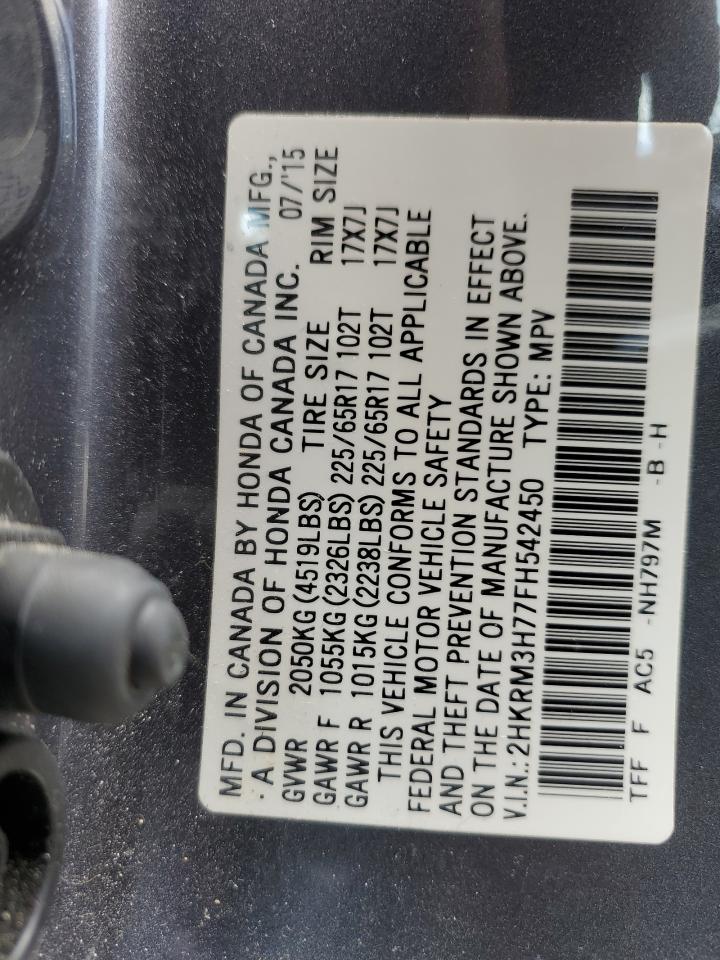 MFD. IN CANADA BY HONDA OF CANADA MFG.,
A DIVISION OF HONDA CANADA INC. 07/'15
GVWR 2050KG (4519LBS) TIRE SIZE RIM SIZE
GAWR F 1055KG (2326LBS) 225/65R17 102T 17X7J
GAWR R 1015KG (2238LBS) 225/65R17 102T 17X7J
THIS VEHICLE CONFORMS TO ALL APPLICABLE
FEDERAL MOTOR VEHICLE SAFETY
AND THEFT PREVENTION STANDARDS IN EFFECT
ON THE DATE OF MANUFACTURE SHOWN ABOVE.
V.I.N.: 2HKRM3H77FH542450 TYPE: MPV
TFF F AC5 -NH797M -B -H